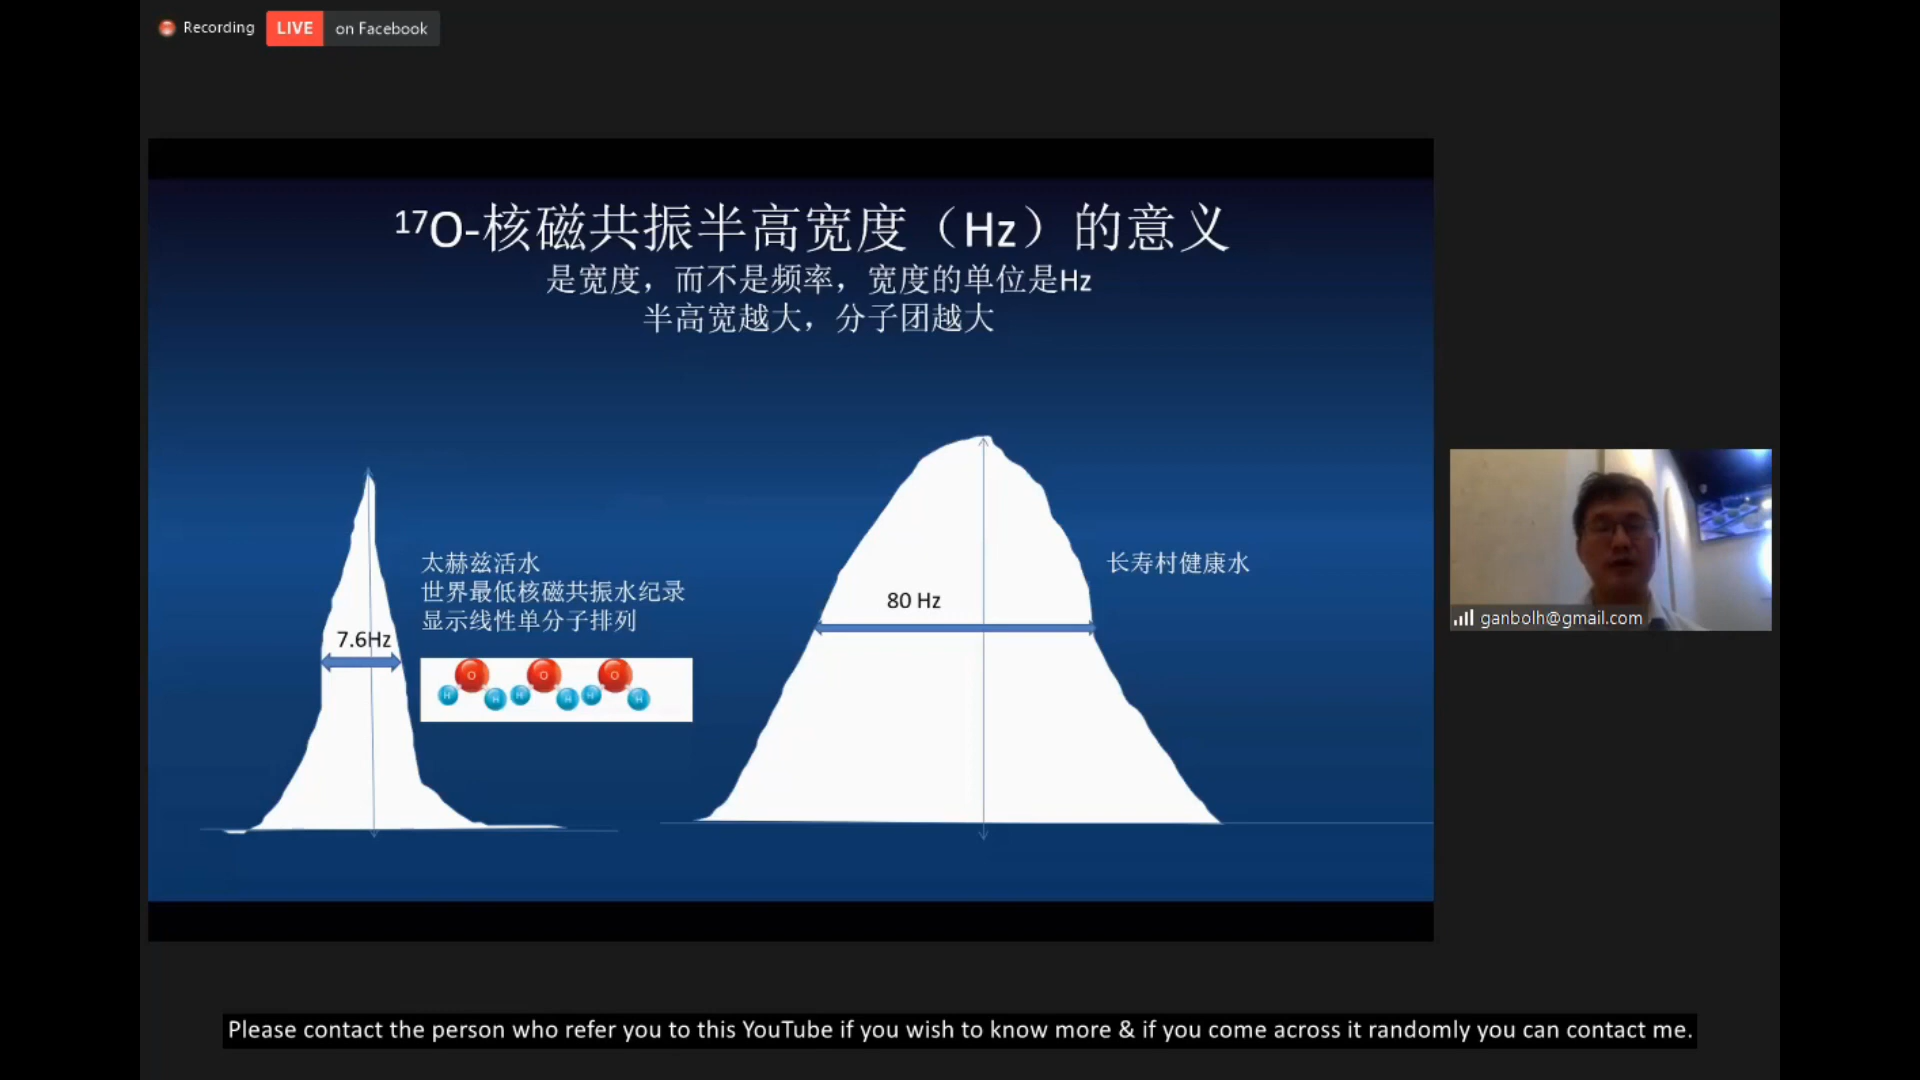 Recording LIVE on Facebook
¹⁷O-核磁共振半高宽度（Hz）的意义
是宽度，而不是频率，宽度的单位是Hz
半高宽越大，分子团越大
太赫兹活水
世界最低核磁共振水纪录
显示线性单分子排列
7.6Hz
O O O
H H H H H H
80 Hz
长寿村健康水
ganbolh@gmail.com
Please contact the person who refer you to this YouTube if you wish to know more & if you come across it randomly you can contact me.